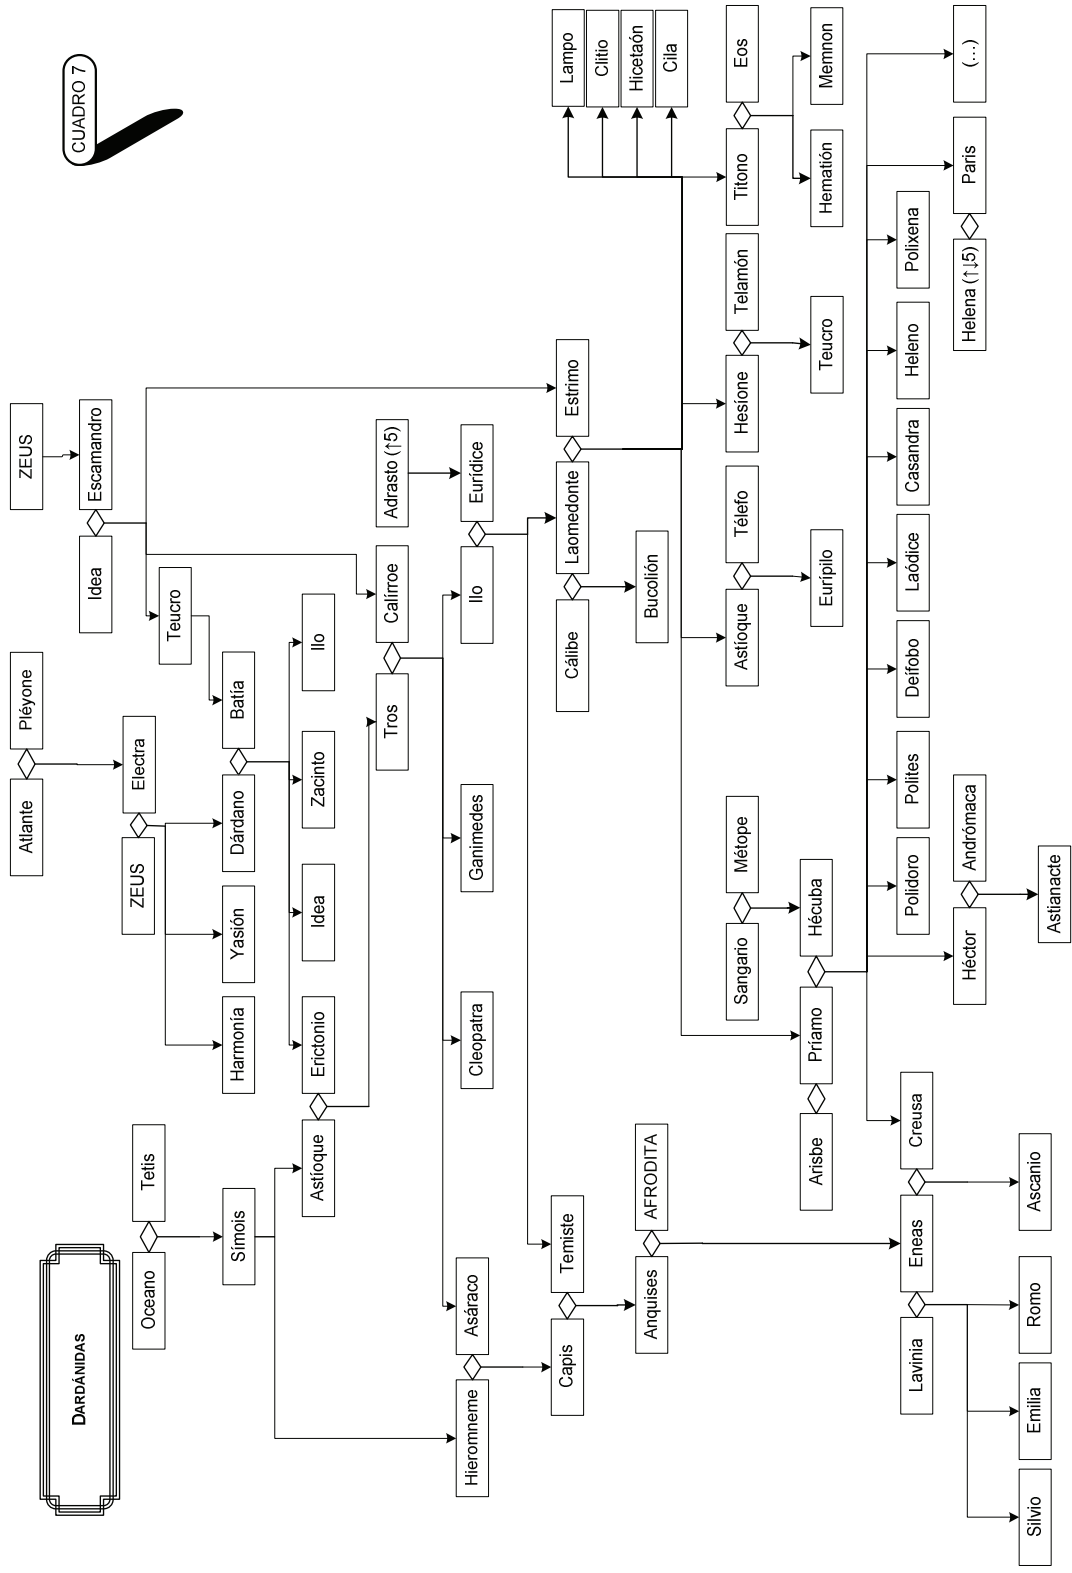 DARDÁNIDAS
CUADRO 7
Atlante
Pléyone
ZEUS
Idea
Escamandro
Oceano
Tetis
ZEUS
Electra
Teucro
Símois
Harmonía
Yasión
Dárdano
Batía
Astíoque
Erictonio
Idea
Zacinto
Ilo
Tros
Calírroe
Adrasto (↑5)
Hieromneme
Asáraco
Cleopatra
Ganimedes
Ilo
Eurídice
Capis
Temiste
Cálibe
Laomedonte
Estrimo
Lampo
Clitio
Hicetaón
Cila
Anquises
AFRODITA
Bucolión
Sangario
Métope
Astíoque
Télefo
Hesíone
Telamón
Titono
Eos
Arisbe
Príamo
Hécuba
Eurípilo
Teucro
Hematión
Memnon
Lavinia
Eneas
Creusa
Polidoro
Polites
Deífobo
Laódice
Casandra
Heleno
Polixena
Héctor
Andrómaca
Helena (↑↓5)
Paris
(...)
Silvio
Emilia
Romo
Ascanio
Astianacte